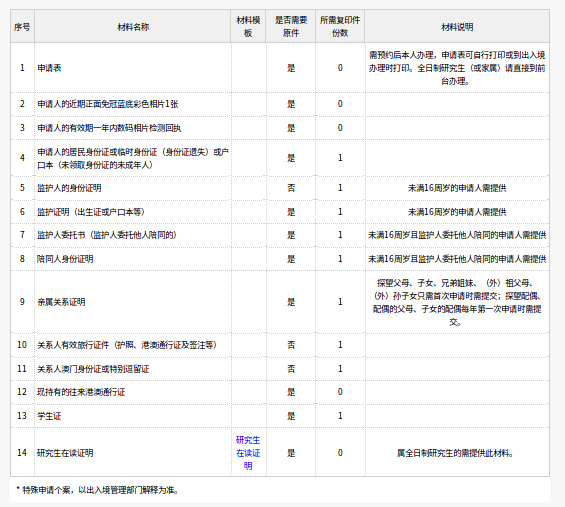 序号 材料名称 材料模板 是否需要原件 所需复印件份数 材料说明
1 申请表 是 0 需预约后本人办理，申请表可自行打印或到出入境办理时打印。全日制研究生（或家属）请直接到前台办理。
2 申请人的近期正面免冠蓝底彩色相片1张 是 0
3 申请人的有效期一年内数码相片检测回执 是 0
4 申请人的居民身份证或临时身份证（身份证遗失）或户口本（未领取身份证的未成年人） 是 1
5 监护人的身份证明 否 1 未满16周岁的申请人需提供
6 监护证明（出生证或户口本等） 是 1 未满16周岁的申请人需提供
7 监护人委托书（监护人委托他人陪同的） 是 1 未满16周岁且监护人委托他人陪同的申请人需提供
8 陪同人身份证明 是 1 未满16周岁且监护人委托他人陪同的申请人需提供
9 亲属关系证明 是 1 探望父母、子女、兄弟姐妹、（外）祖父母、（外）孙子女只需首次申请时需提交；探望配偶、配偶的父母、子女的配偶每年第一次申请时需提交。
10 关系人有效旅行证件（护照、港澳通行证及签注等） 否 1
11 关系人澳门身份证或特别逗留证 否 1
12 现持有的往来港澳通行证 是 0
13 学生证 是 1
14 研究生在读证明 研究生在读证明 是 0 属全日制研究生的需提供此材料。
* 特殊申请个案，以出入境管理部门解释为准。